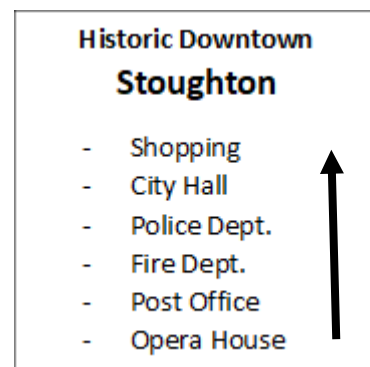 Historic Downtown
Stoughton
- Shopping
- City Hall
- Police Dept.
- Fire Dept.
- Post Office
- Opera House